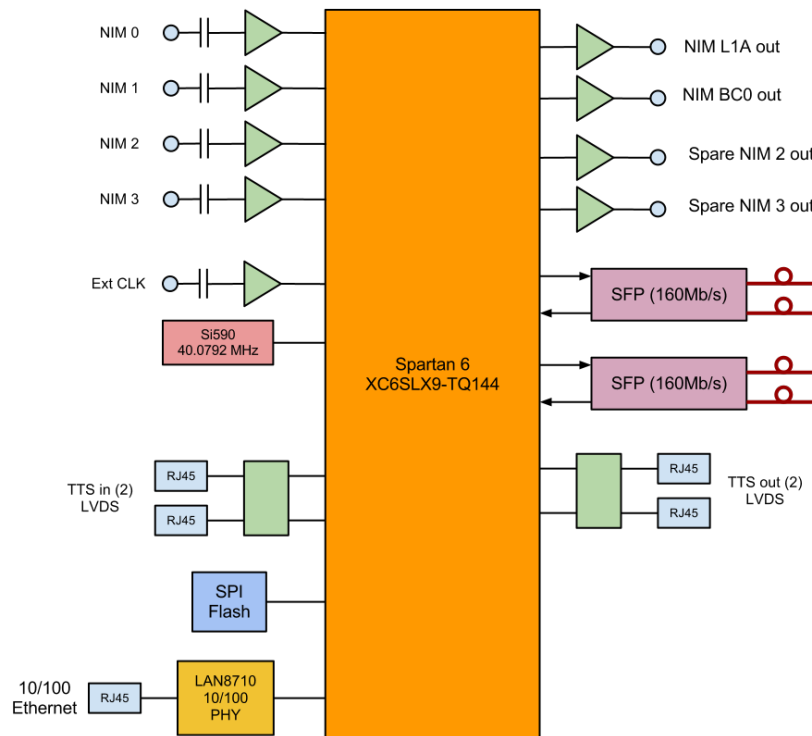 NIM 0
NIM 1
NIM 2
NIM 3
Ext CLK
Si590
40.0792 MHz
TTS in (2)
LVDS
RJ45
RJ45
SPI
Flash
10/100
Ethernet
RJ45
LAN8710
10/100
PHY
Spartan 6
XC6SLX9-TQ144
NIM L1A out
NIM BC0 out
Spare NIM 2 out
Spare NIM 3 out
SFP (160Mb/s)
SFP (160Mb/s)
RJ45
RJ45
TTS out (2)
LVDS